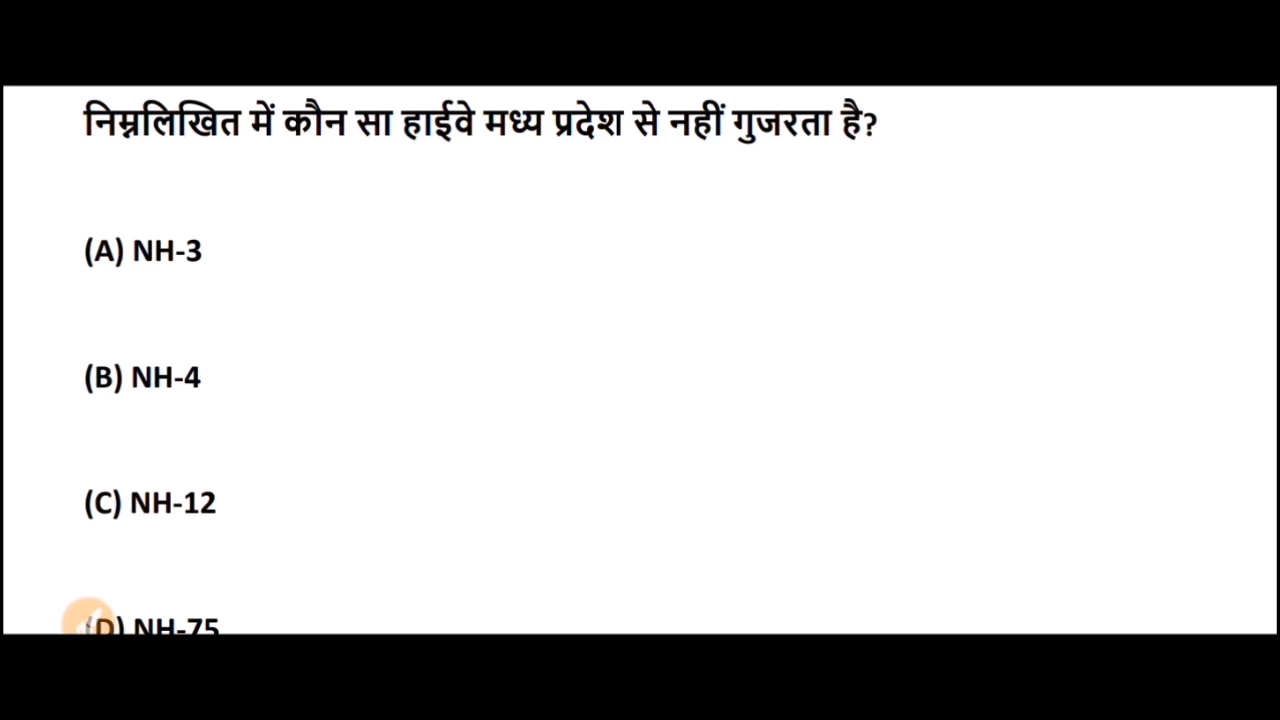 निम्नलिखित में कौन सा हाईवे मध्य प्रदेश से नहीं गुजरता है?
(A) NH-3
(B) NH-4
(C) NH-12
(D) NH-75